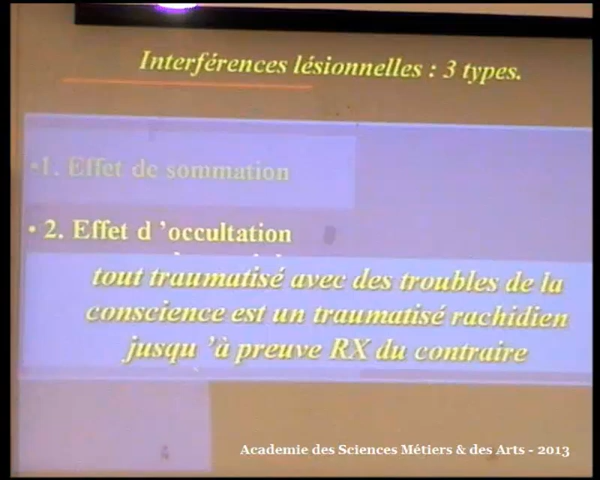 Interférences lésionnelles : 3 types.
•1. Effet de sommation
• 2. Effet d 'occultation
tout traumatisé avec des troubles de la
conscience est un traumatisé rachidien
jusqu 'à preuve RX du contraire
Academie des Sciences Métiers & des Arts - 2013